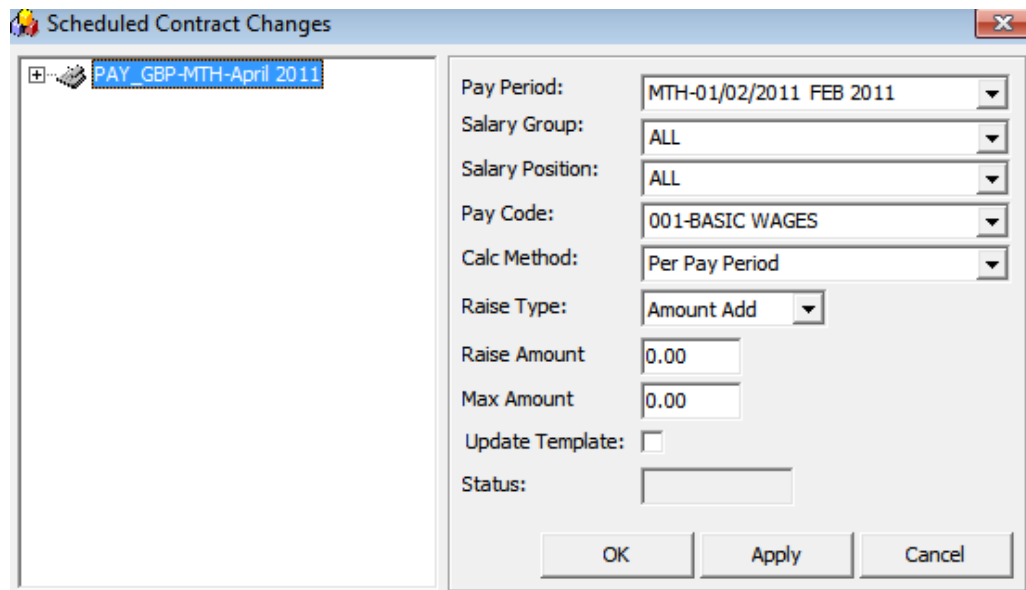 Scheduled Contract Changes
PAY_GBP-MTH-April 2011
Pay Period: MTH-01/02/2011 FEB 2011
Salary Group: ALL
Salary Position: ALL
Pay Code: 001-BASIC WAGES
Calc Method: Per Pay Period
Raise Type: Amount Add
Raise Amount 0.00
Max Amount 0.00
Update Template:
Status:
OK Apply Cancel